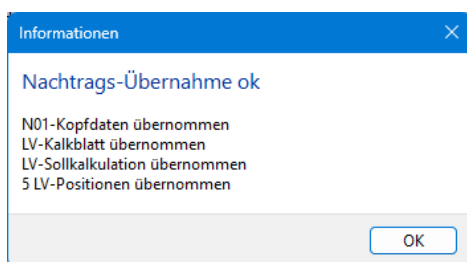 Informationen
Nachtrags-Übernahme ok
N01-Kopfdaten übernommen
LV-Kalkblatt übernommen
LV-Sollkalkulation übernommen
5 LV-Positionen übernommen
OK